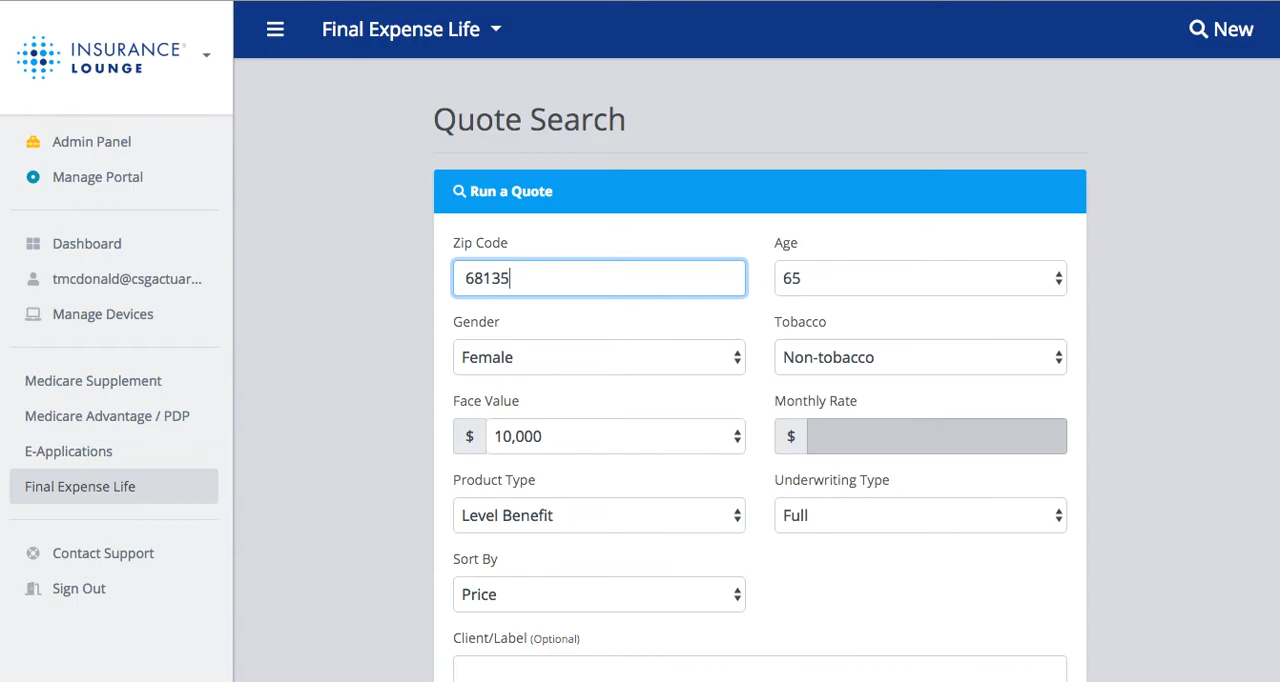 INSURANCE®
LOUNGE
Final Expense Life
New
Admin Panel
Manage Portal
Dashboard
tmcdonald@csgactuar...
Manage Devices
Medicare Supplement
Medicare Advantage / PDP
E-Applications
Final Expense Life
Contact Support
Sign Out
Quote Search
Run a Quote
Zip Code
68135
Age
65
Gender
Female
Tobacco
Non-tobacco
Face Value
$ 10,000
Monthly Rate
$
Product Type
Level Benefit
Underwriting Type
Full
Sort By
Price
Client/Label (Optional)